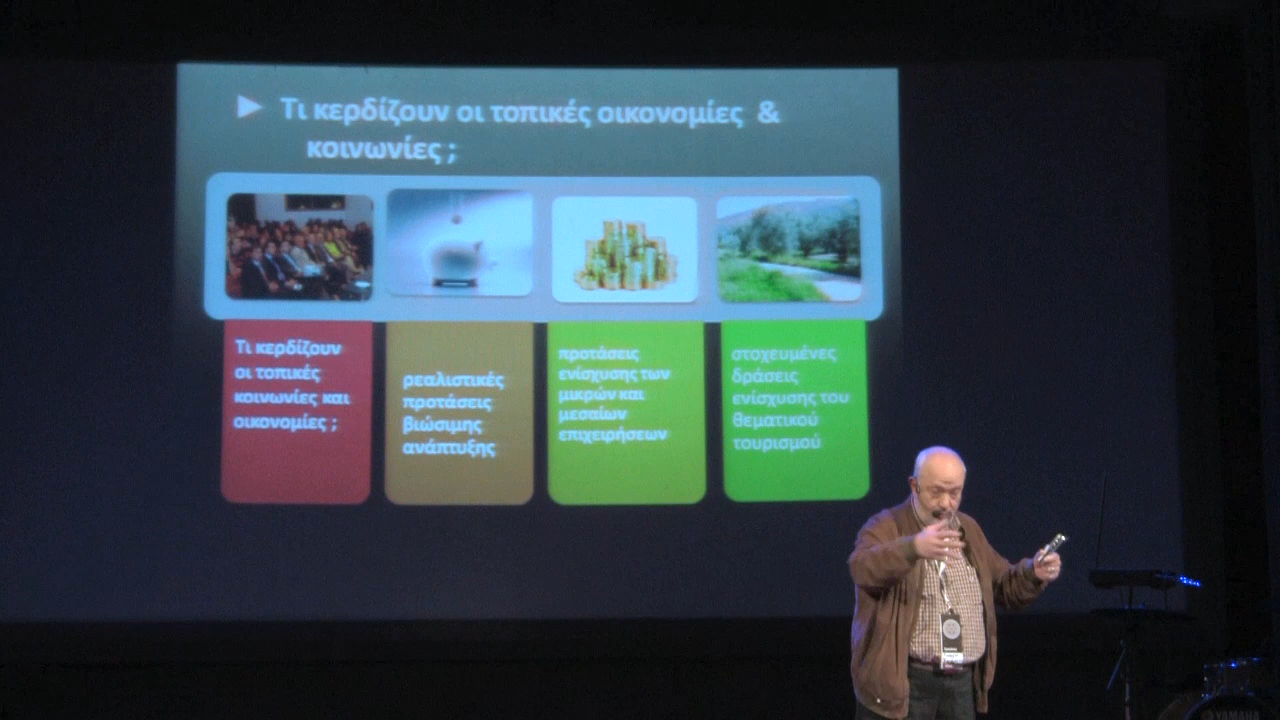 Τι κερδίζουν οι τοπικές οικονομίες &
κοινωνίες ;
Τι κερδίζουν
οι τοπικές
κοινωνίες και
οικονομίες ;
ρεαλιστικές
προτάσεις
βιώσιμης
ανάπτυξης
προτάσεις
ενίσχυσης των
μικρών και
μεσαίων
επιχειρήσεων
στοχευμένες
δράσεις
ενίσχυσης του
θεματικού
τουρισμού
YAMAHA